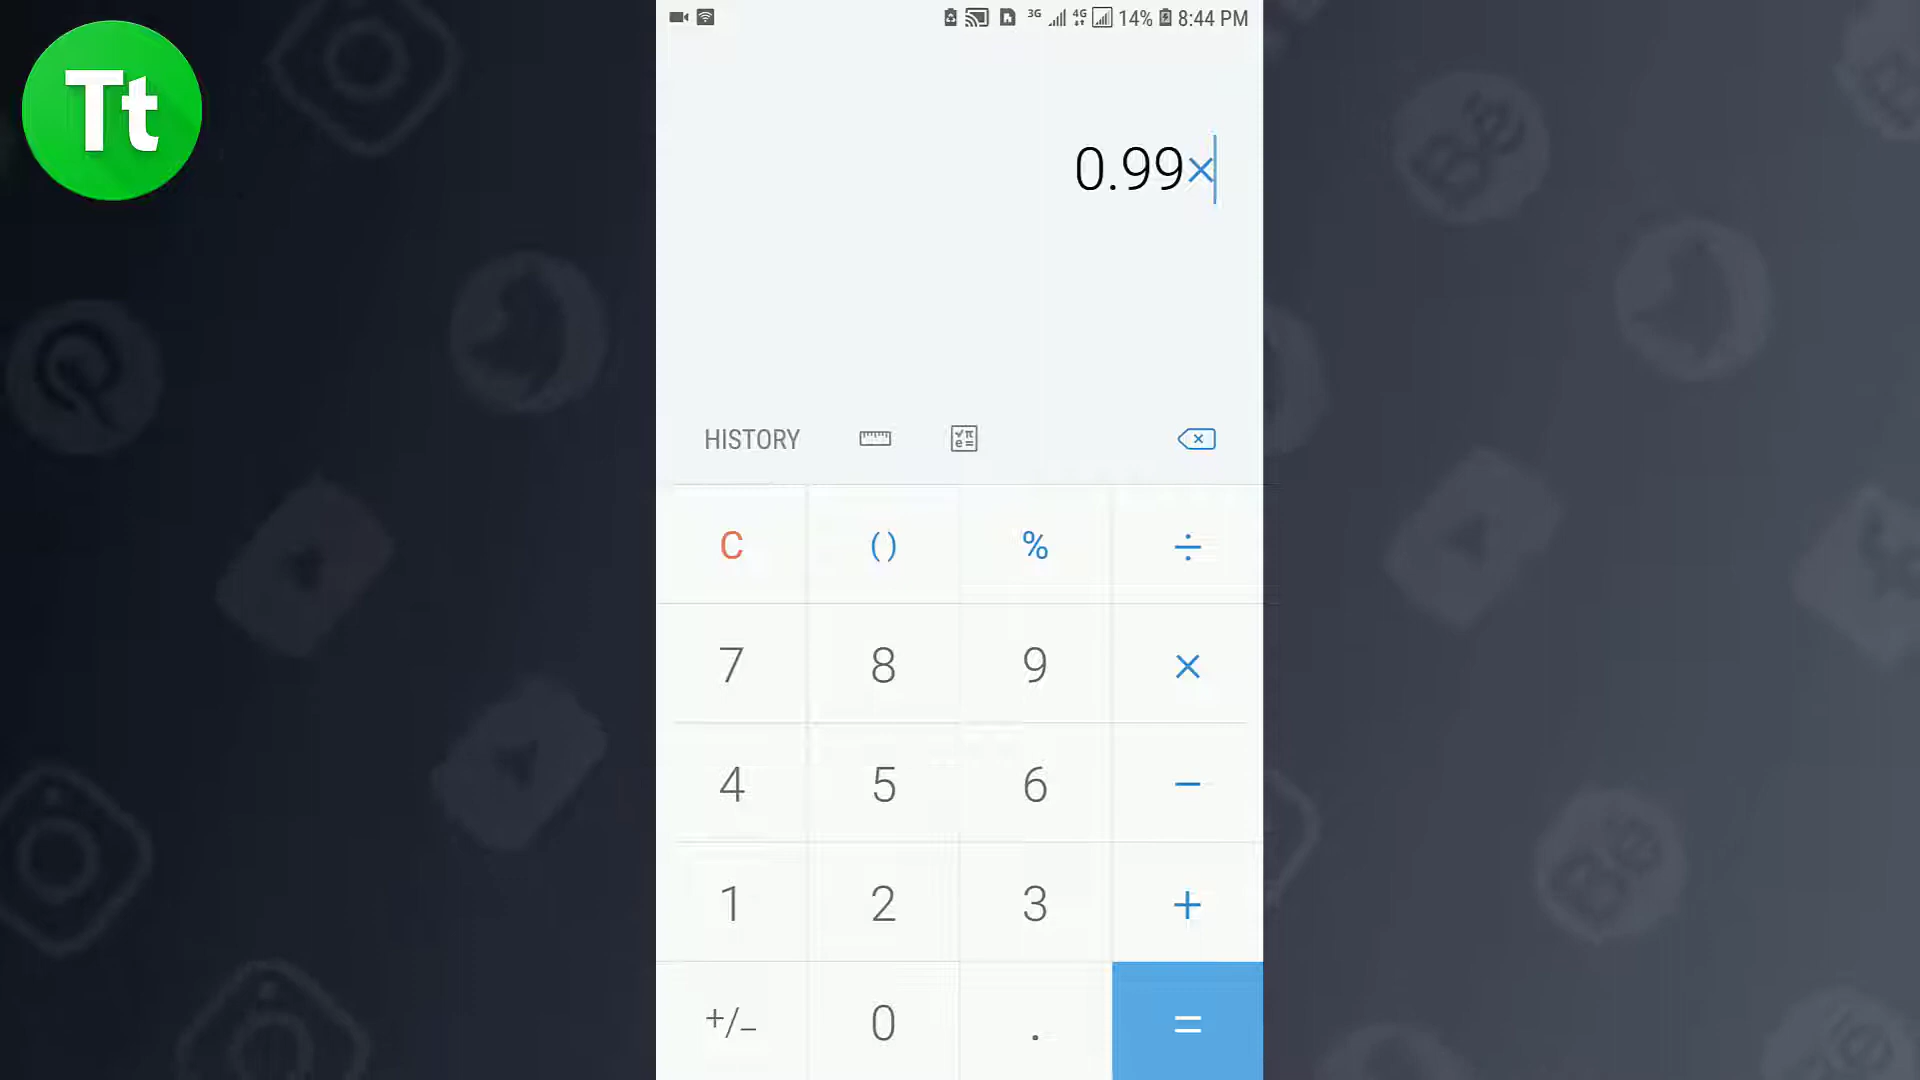 Tt
3G 4G 14% 8:44 PM
0.99×
HISTORY
√π
e=
C () % ÷
7 8 9 ×
4 5 6 −
1 2 3 +
+/− 0 . =